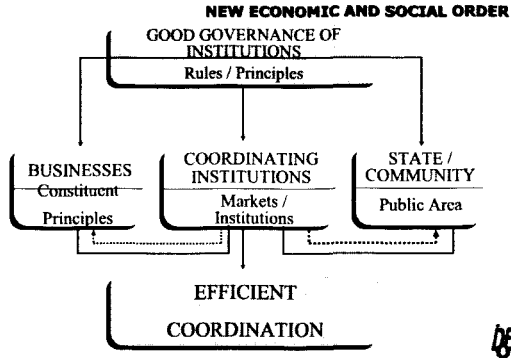 NEW ECONOMIC AND SOCIAL ORDER
GOOD GOVERNANCE OF
INSTITUTIONS
Rules / Principles
BUSINESSES
Constituent
Principles
COORDINATING
INSTITUTIONS
Markets /
Institutions
STATE /
COMMUNITY
Public Area
EFFICIENT
COORDINATION